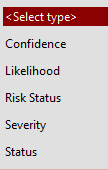 <Select type>
Confidence
Likelihood
Risk Status
Severity
Status